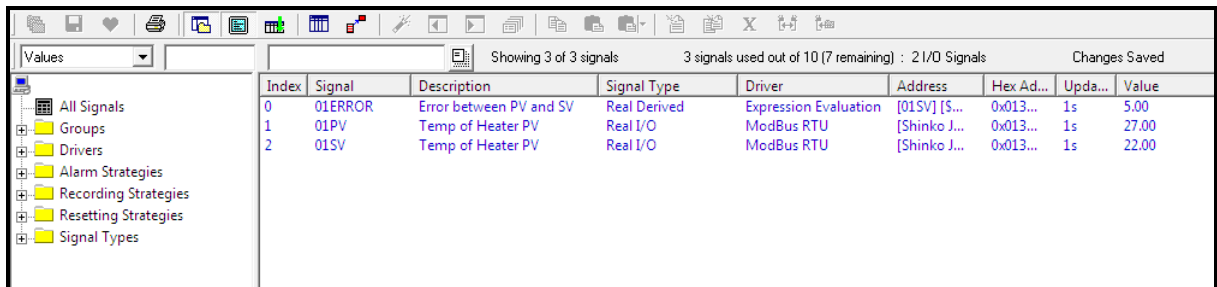 Values
Showing 3 of 3 signals 3 signals used out of 10 (7 remaining) : 2 I/O Signals Changes Saved
All Signals
Groups
Drivers
Alarm Strategies
Recording Strategies
Resetting Strategies
Signal Types
Index Signal Description Signal Type Driver Address Hex Ad... Upda... Value
0 01ERROR Error between PV and SV Real Derived Expression Evaluation [01SV] [S... 0x013... 1s 5.00
1 01PV Temp of Heater PV Real I/O ModBus RTU [Shinko J... 0x013... 1s 27.00
2 01SV Temp of Heater PV Real I/O ModBus RTU [Shinko J... 0x013... 1s 22.00